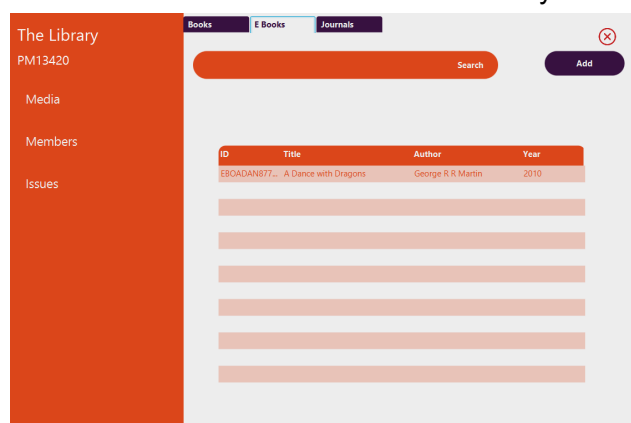 The Library
PM13420
Media
Members
Issues
Books E Books Journals
Search
Add
ID Title Author Year
EBOADAN877... A Dance with Dragons George R R Martin 2010